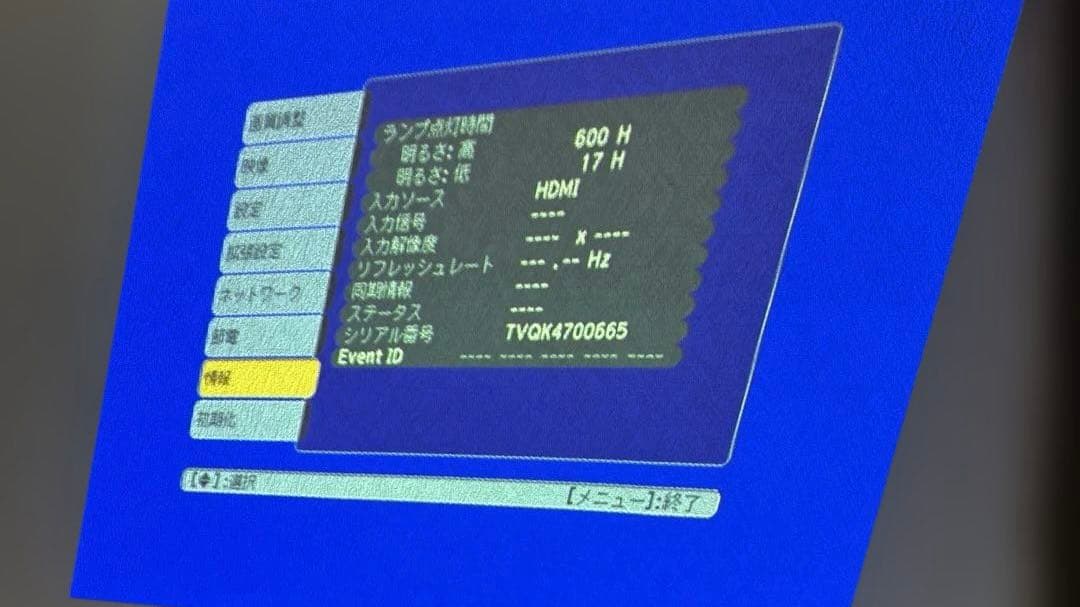 画質調整
映像
設定
拡張設定
ネットワーク
節電
情報
初期化
ランプ点灯時間
明るさ: 高 600 H
明るさ: 低 17 H
入力ソース HDMI
入力信号 ----
入力解像度 ---- x ----
リフレッシュレート ---.-- Hz
同期情報 ----
ステータス ----
シリアル番号 TVQK4700665
Event ID ---- ---- ---- ---- ----
[◆]:選択 [メニュー]:終了